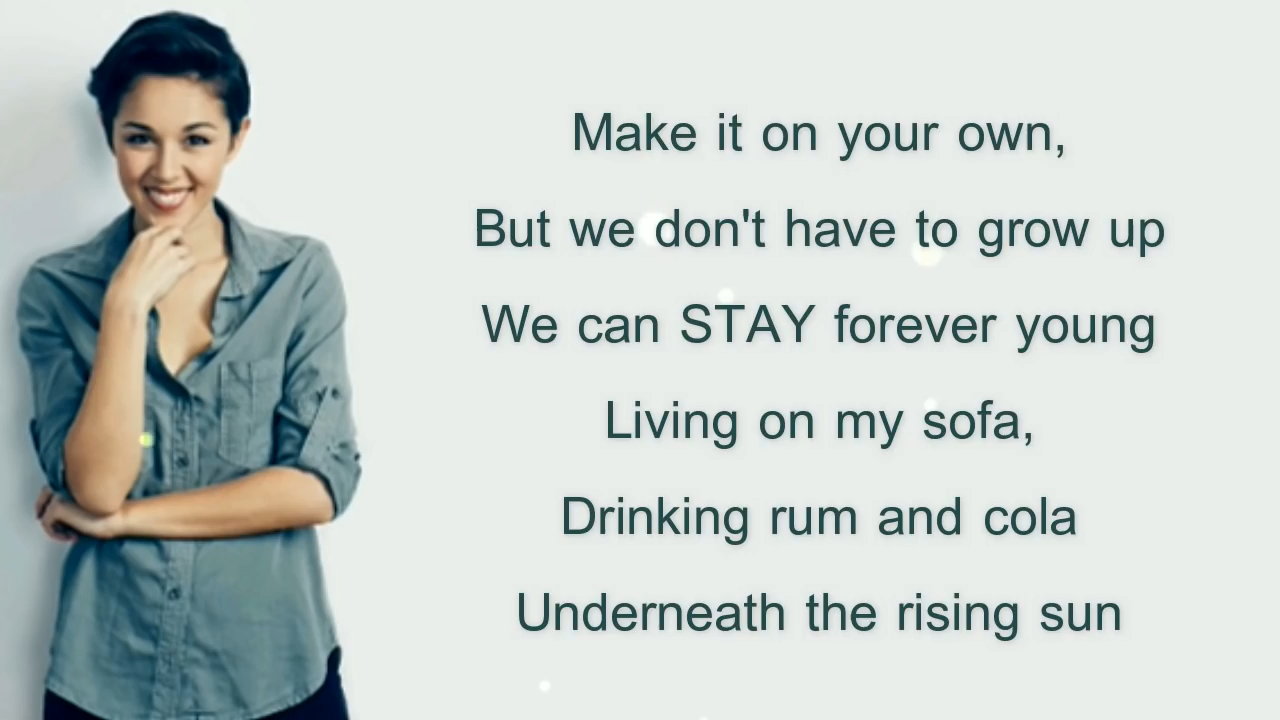 Make it on your own,
But we don't have to grow up
We can STAY forever young
Living on my sofa,
Drinking rum and cola
Underneath the rising sun